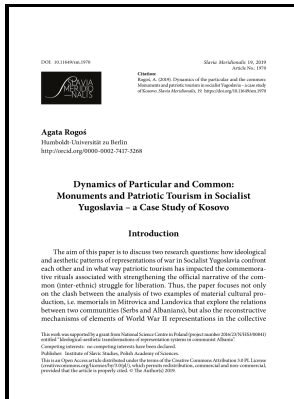 DOI: 10.11649/sm.1970
Slavia Meridionalis 19, 2019
Article No.: 1970
Citation:
Rogoś, A. (2019). Dynamics of the particular and the common:
Monuments and patriotic tourism in socialist Yugoslavia – a case study
of Kosovo. Slavia Meridionalis, 19. https://doi.org/10.11649/sm.1970
SLAVIA
MERIDIO
NALIS
Agata Rogoś
Humboldt-Universität zu Berlin
http://orcid.org/0000-0002-7417-3268
Dynamics of Particular and Common:
Monuments and Patriotic Tourism in Socialist
Yugoslavia – a Case Study of Kosovo
Introduction
The aim of this paper is to discuss two research questions: how ideological
and aesthetic patterns of representations of war in Socialist Yugoslavia confront
each other and in what way patriotic tourism has impacted the commemora-
tive rituals associated with strengthening the official narrative of the com-
mon (inter-ethnic) struggle for liberation. Thus, the paper focuses not only
on the clash between the analysis of two examples of material cultural pro-
duction, i.e. memorials in Mitrovica and Landovica that explore the relations
between two communities (Serbs and Albanians), but also the reconstructive
mechanisms of elements of World War II representations in the collective
This work was supported by a grant from National Science Centre in Poland (project number 2016/23/N/HS3/00841)
entitled "Ideological-aesthetic transformations of representation systems in communist Albania".
Competing interests: no competing interests have been declared.
Publisher: Institute of Slavic Studies, Polish Academy of Sciences.
This is an Open Access article distributed under the terms of the Creative Commons Attribution 3.0 PL License
(creativecommons.org/licenses/by/3.0/pl/), which permits redistribution, commercial and non-commercial,
provided that the article is properly cited. © The Author(s) 2019.